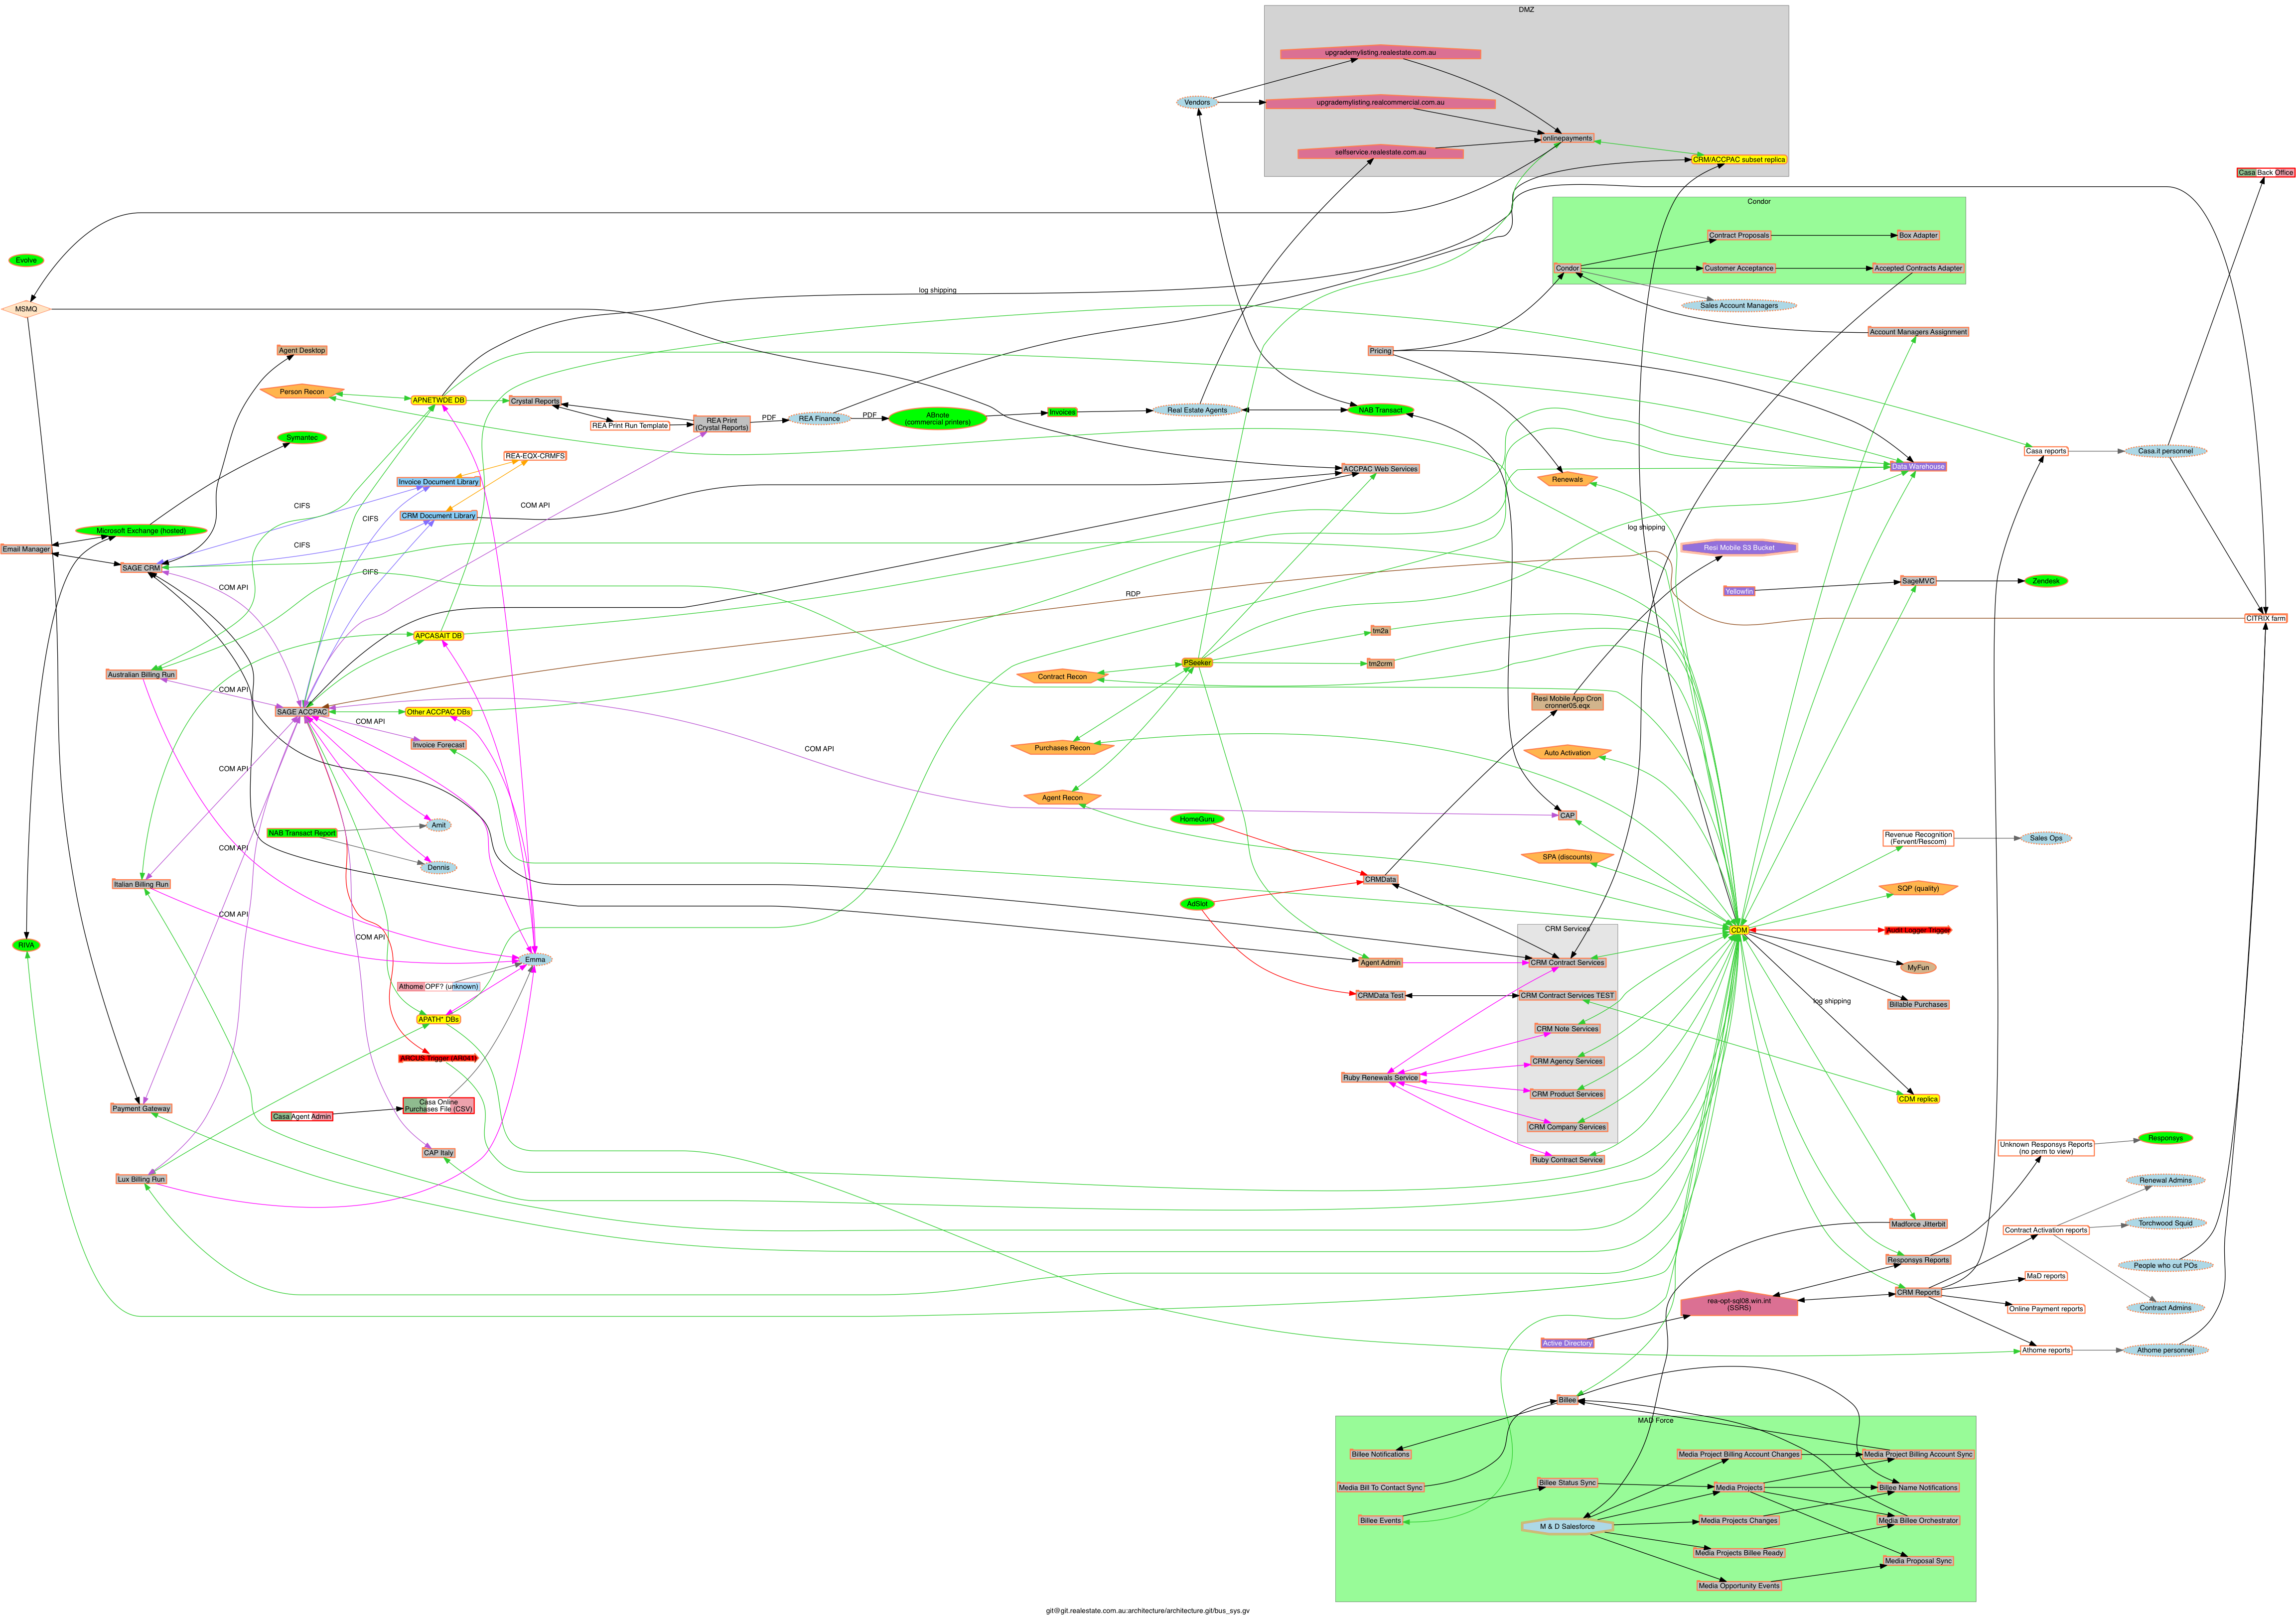 DMZ
upgrademylisting.realestate.com.au
Vendors
upgrademylisting.realcommercial.com.au
onlinepayments
selfservice.realestate.com.au
CRM/ACCPAC subset replica
Casa Back Office
Condor
Contract Proposals
Box Adapter
Evolve
Condor
Customer Acceptance
Accepted Contracts Adapter
log shipping
MSMQ
Sales Account Managers
Account Managers Assignment
Agent Desktop
Pricing
Person Recon
APNETWDE DB
Crystal Reports
REA Print Run Template
REA Print
(Crystal Reports)
PDF
REA Finance
PDF
ABnote
(commercial printers)
Invoices
Real Estate Agents
NAB Transact
Symantec
REA-EQX-CRMFS
Casa reports
Casa.it personnel
ACCPAC Web Services
Data Warehouse
Invoice Document Library
Renewals
COM API
CIFS
CIFS
CRM Document Library
log shipping
Microsoft Exchange (hosted)
Email Manager
CIFS
Resi Mobile S3 Bucket
SAGE CRM
CIFS
COM API
RDP
SageMVC
Zendesk
Yellowfin
CITRIX farm
APCASAIT DB
tm2a
PSeeker
tm2crm
Australian Billing Run
COM API
Contract Recon
Resi Mobile App Cron
cronner05.eqx
SAGE ACCPAC
Other ACCPAC DBs
COM API
Invoice Forecast
COM API
Purchases Recon
Auto Activation
COM API
Agent Recon
CAP
HomeGuru
Amit
NAB Transact Report
COM API
Dennis
SPA (discounts)
Revenue Recognition
(Fervent/Rescom)
Sales Ops
Italian Billing Run
CRMData
SQP (quality)
AdSlot
COM API
CRM Services
CDM
Audit Logger Trigger
RIVA
COM API
Emma
Agent Admin
CRM Contract Services
MyFun
Athome OPF? (unknown)
CRMData Test
CRM Contract Services TEST
log shipping
Billable Purchases
APATH* DBs
CRM Note Services
ARCUS Trigger (AR041)
CRM Agency Services
Ruby Renewals Service
CRM Product Services
CDM replica
Payment Gateway
Casa Online
Purchases File (CSV)
Casa Agent Admin
CRM Company Services
CAP Italy
Ruby Contract Service
Unknown Responsys Reports
(no perm to view)
Responsys
Lux Billing Run
Renewal Admins
Madforce Jitterbit
Contract Activation reports
Torchwood Squid
Responsys Reports
People who cut POs
MaD reports
CRM Reports
rea-opt-sql08.win.int
(SSRS)
Online Payment reports
Contract Admins
Active Directory
Athome reports
Athome personnel
Billee
MAD Force
Billee Notifications
Media Project Billing Account Changes
Media Project Billing Account Sync
Media Bill To Contact Sync
Billee Status Sync
Media Projects
Billee Name Notifications
Billee Events
M & D Salesforce
Media Projects Changes
Media Billee Orchestrator
Media Projects Billee Ready
Media Proposal Sync
Media Opportunity Events
git@git.realestate.com.au:architecture/architecture.git/bus_sys.gv